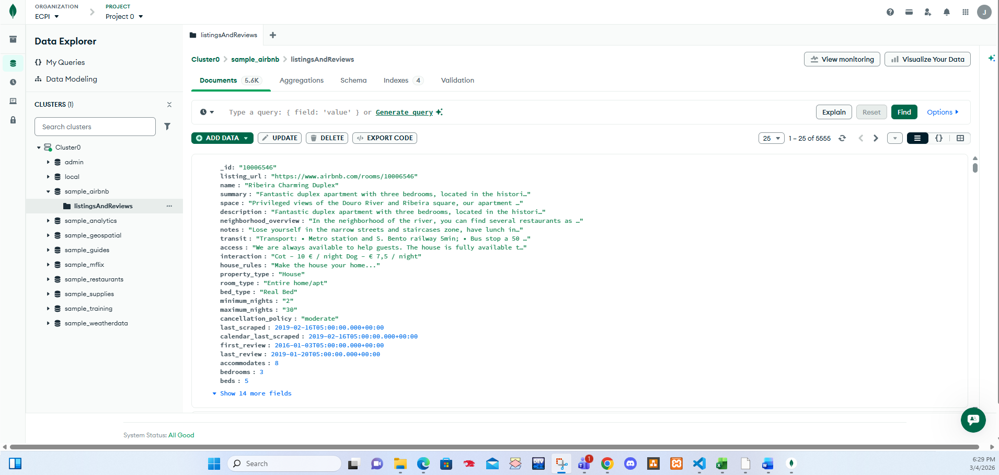 ORGANIZATION
ECPI
PROJECT
Project 0
J
Data Explorer
My Queries
Data Modeling
CLUSTERS (1)
Search clusters
Cluster0
admin
local
sample_airbnb
listingsAndReviews
sample_analytics
sample_geospatial
sample_guides
sample_mflix
sample_restaurants
sample_supplies
sample_training
sample_weatherdata
listingsAndReviews
Cluster0 > sample_airbnb > listingsAndReviews
View monitoring
Visualize Your Data
Documents 5.6K
Aggregations
Schema
Indexes 4
Validation
Type a query: { field: 'value' } or Generate query
Explain
Reset
Find
Options
ADD DATA
UPDATE
DELETE
EXPORT CODE
25
1 – 25 of 5555
_id: "10006546"
listing_url : "https://www.airbnb.com/rooms/10006546"
name : "Ribeira Charming Duplex"
summary : "Fantastic duplex apartment with three bedrooms, located in the histori…"
space : "Privileged views of the Douro River and Ribeira square, our apartment …"
description : "Fantastic duplex apartment with three bedrooms, located in the histori…"
neighborhood_overview : "In the neighborhood of the river, you can find several restaurants as …"
notes : "Lose yourself in the narrow streets and staircases zone, have lunch in…"
transit : "Transport: • Metro station and S. Bento railway 5min; • Bus stop a 50 …"
access : "We are always available to help guests. The house is fully available t…"
interaction : "Cot - 10 € / night Dog - € 7,5 / night"
house_rules : "Make the house your home..."
property_type : "House"
room_type : "Entire home/apt"
bed_type : "Real Bed"
minimum_nights : "2"
maximum_nights : "30"
cancellation_policy : "moderate"
last_scraped : 2019-02-16T05:00:00.000+00:00
calendar_last_scraped : 2019-02-16T05:00:00.000+00:00
first_review : 2016-01-03T05:00:00.000+00:00
last_review : 2019-01-20T05:00:00.000+00:00
accommodates : 8
bedrooms : 3
beds : 5
Show 14 more fields
System Status: All Good
Search
DEV
1
6:29 PM
3/4/2026